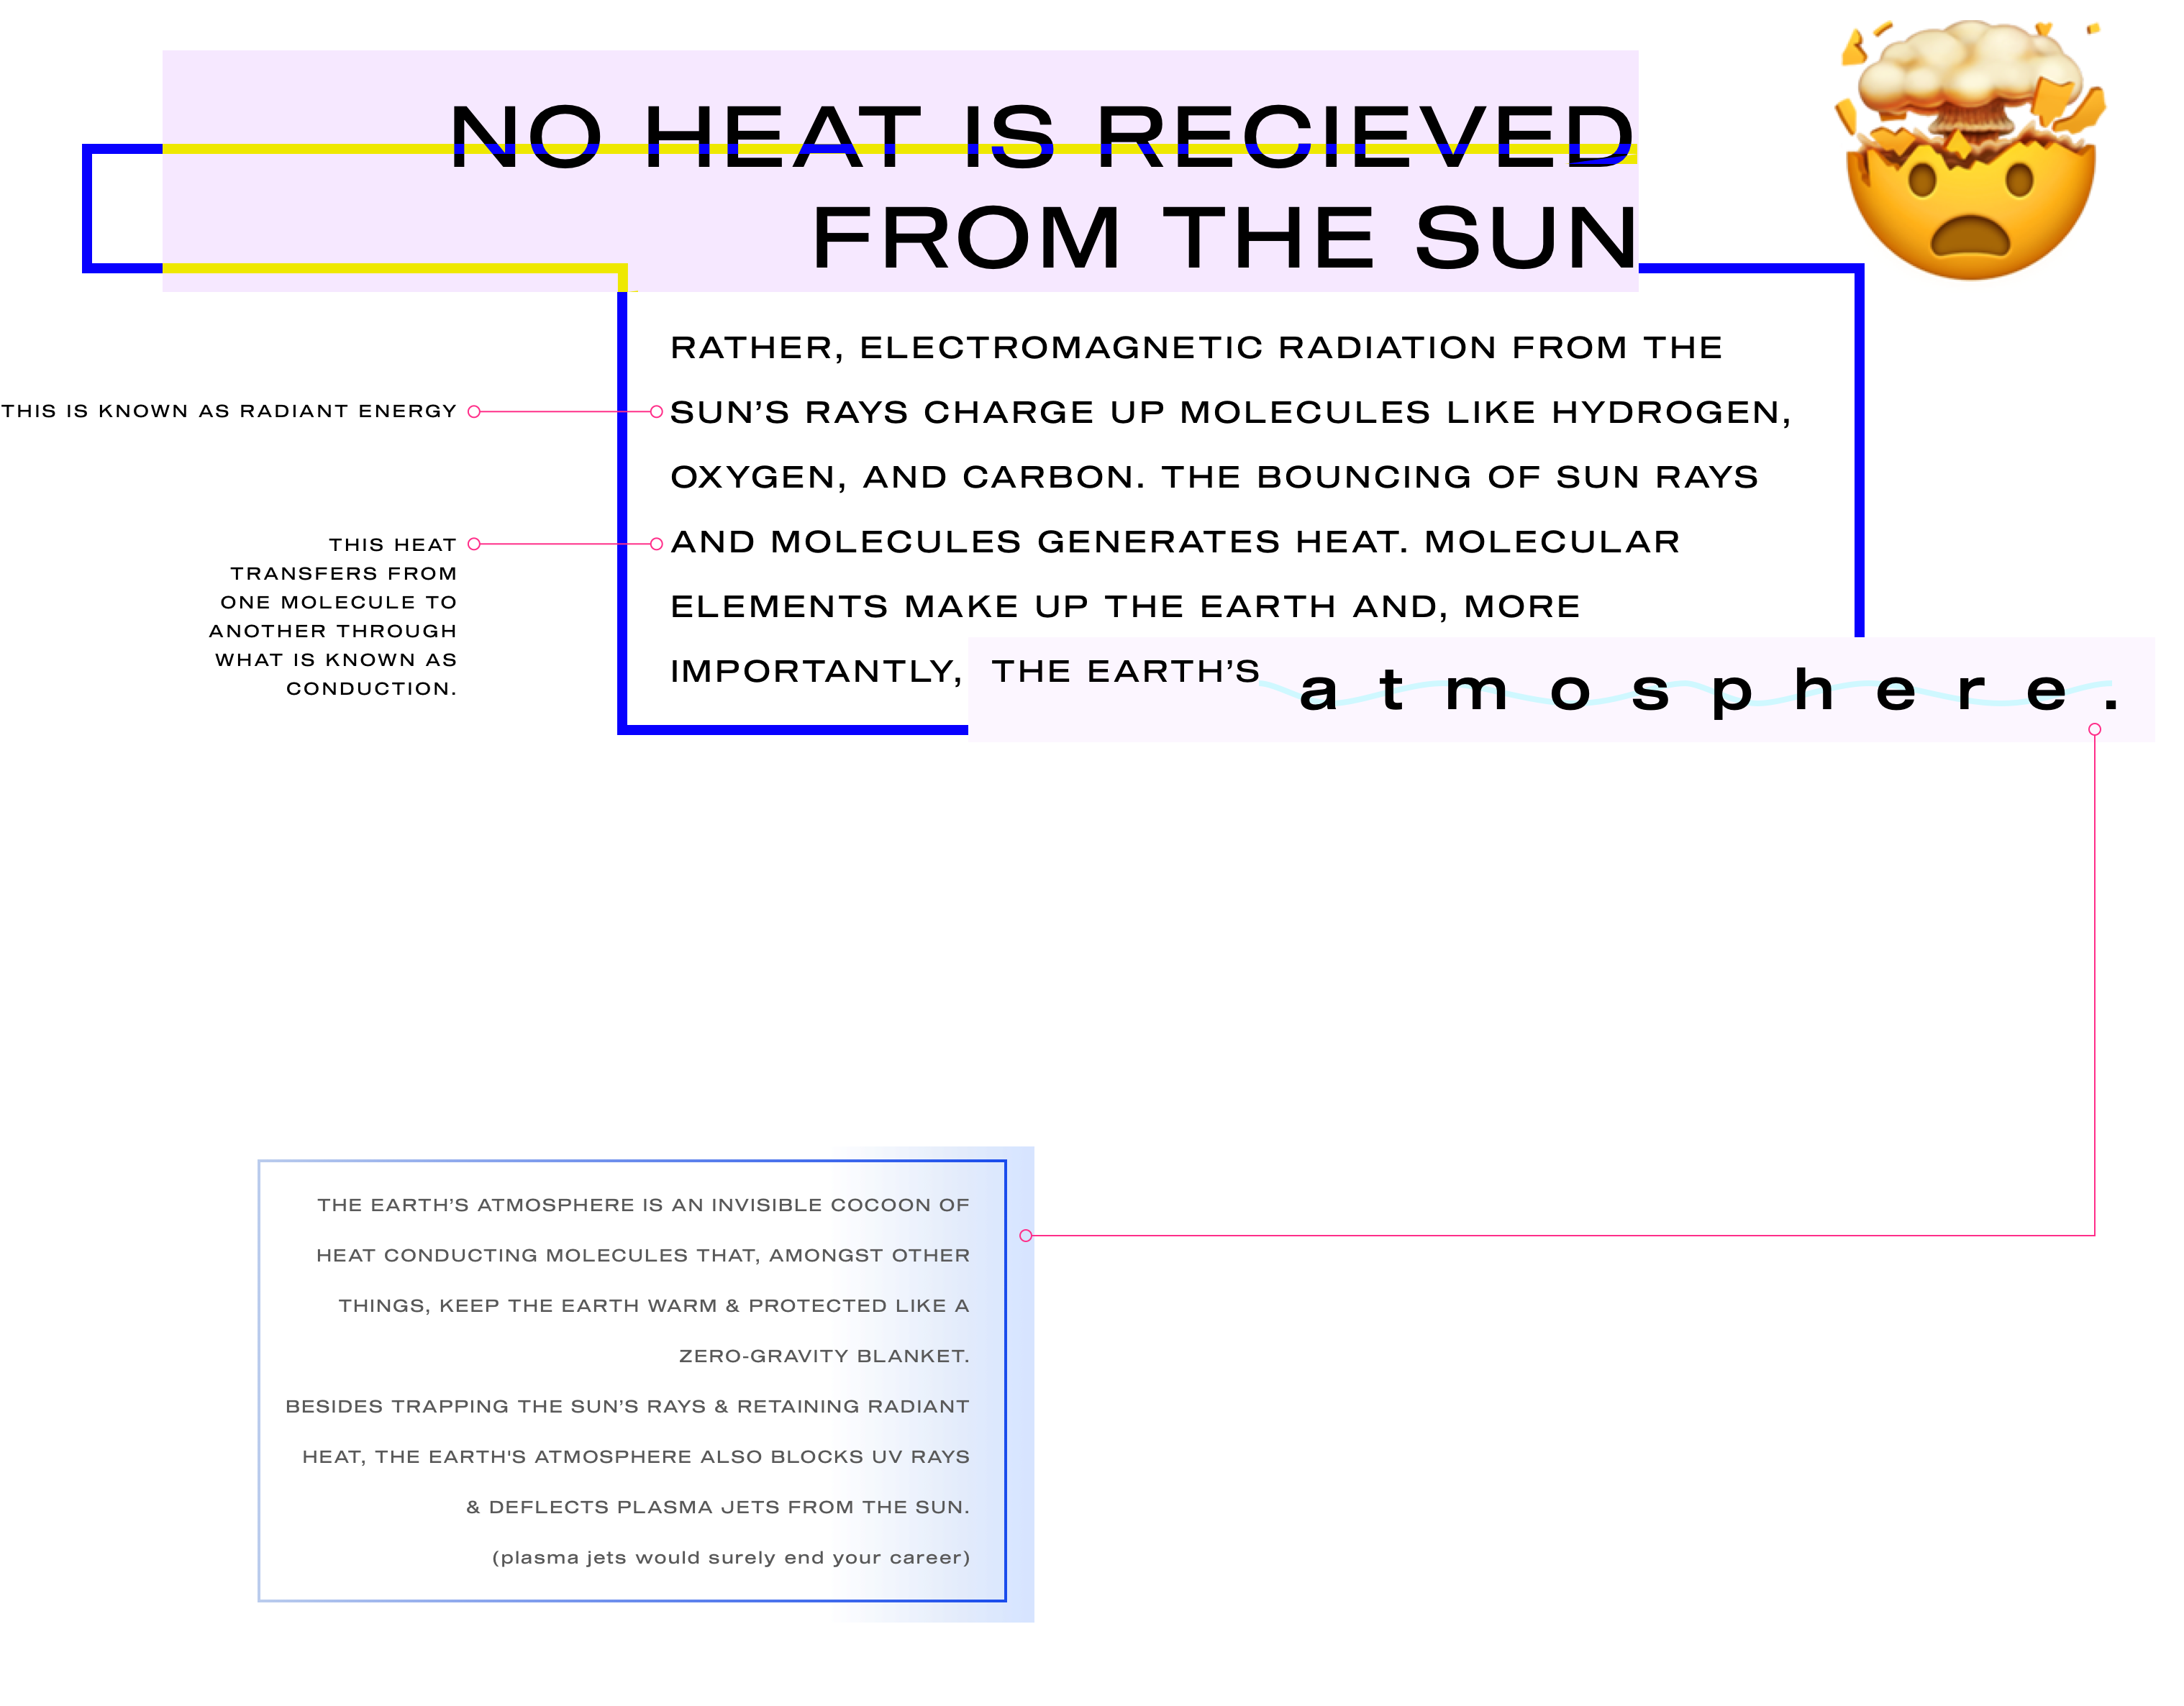 NO HEAT IS RECIEVED
FROM THE SUN
RATHER, ELECTROMAGNETIC RADIATION FROM THE
SUN’S RAYS CHARGE UP MOLECULES LIKE HYDROGEN,
OXYGEN, AND CARBON. THE BOUNCING OF SUN RAYS
AND MOLECULES GENERATES HEAT. MOLECULAR
ELEMENTS MAKE UP THE EARTH AND, MORE
IMPORTANTLY, THE EARTH’S atmosphere.
THIS IS KNOWN AS RADIANT ENERGY
THIS HEAT
TRANSFERS FROM
ONE MOLECULE TO
ANOTHER THROUGH
WHAT IS KNOWN AS
CONDUCTION.
THE EARTH’S ATMOSPHERE IS AN INVISIBLE COCOON OF
HEAT CONDUCTING MOLECULES THAT, AMONGST OTHER
THINGS, KEEP THE EARTH WARM & PROTECTED LIKE A
ZERO-GRAVITY BLANKET.
BESIDES TRAPPING THE SUN’S RAYS & RETAINING RADIANT
HEAT, THE EARTH'S ATMOSPHERE ALSO BLOCKS UV RAYS
& DEFLECTS PLASMA JETS FROM THE SUN.
(plasma jets would surely end your career)